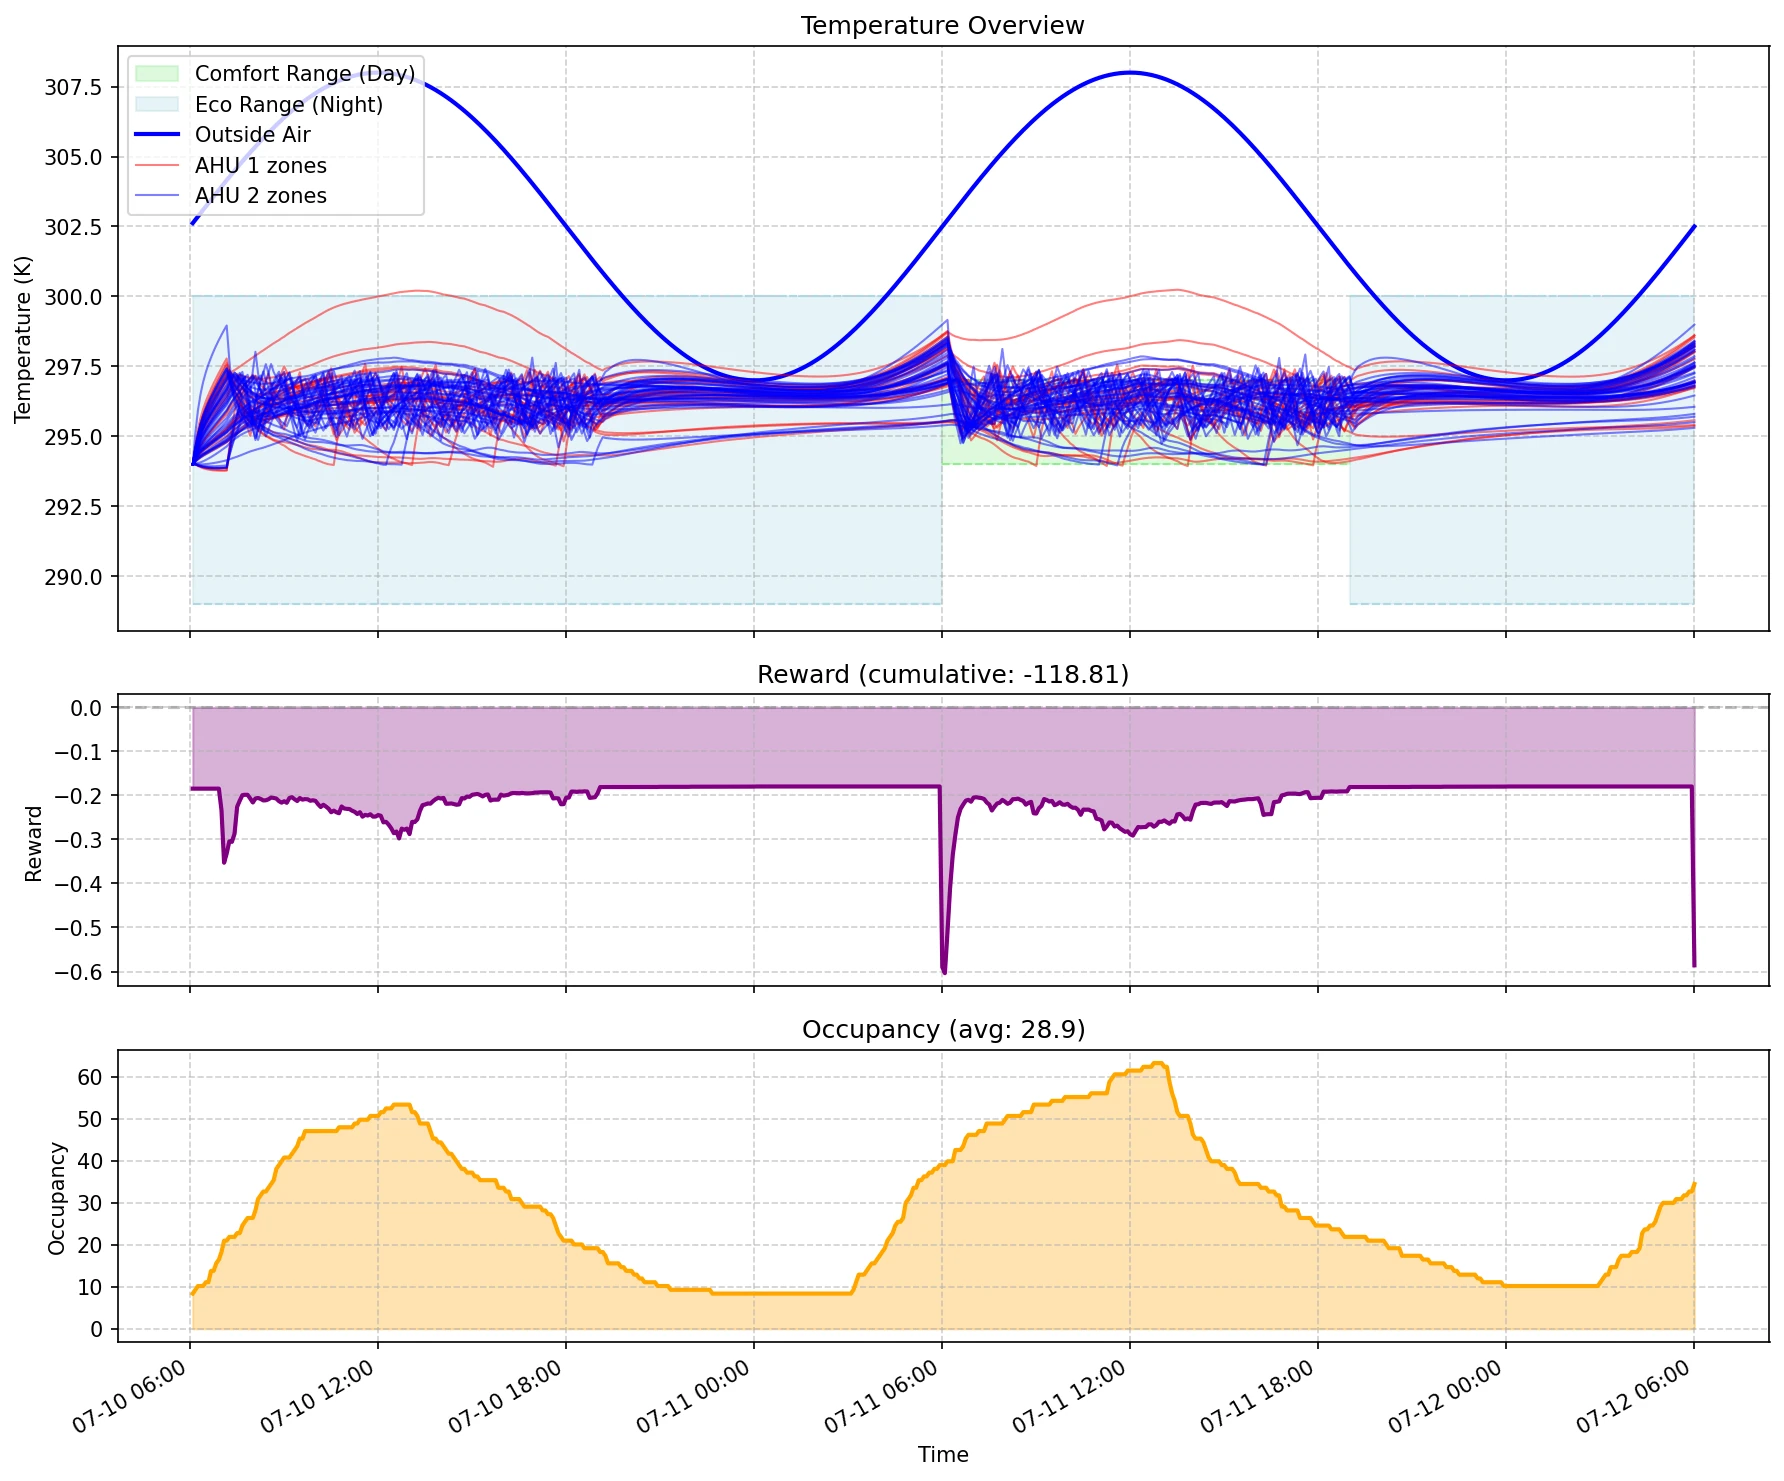 Temperature Overview
Comfort Range (Day)
Eco Range (Night)
Outside Air
AHU 1 zones
AHU 2 zones
Temperature (K)
307.5
305.0
302.5
300.0
297.5
295.0
292.5
290.0
Reward (cumulative: -118.81)
Reward
0.0
−0.1
−0.2
−0.3
−0.4
−0.5
−0.6
Occupancy (avg: 28.9)
Occupancy
60
50
40
30
20
10
0
07-10 06:00
07-10 12:00
07-10 18:00
07-11 00:00
07-11 06:00
07-11 12:00
07-11 18:00
07-12 00:00
07-12 06:00
Time